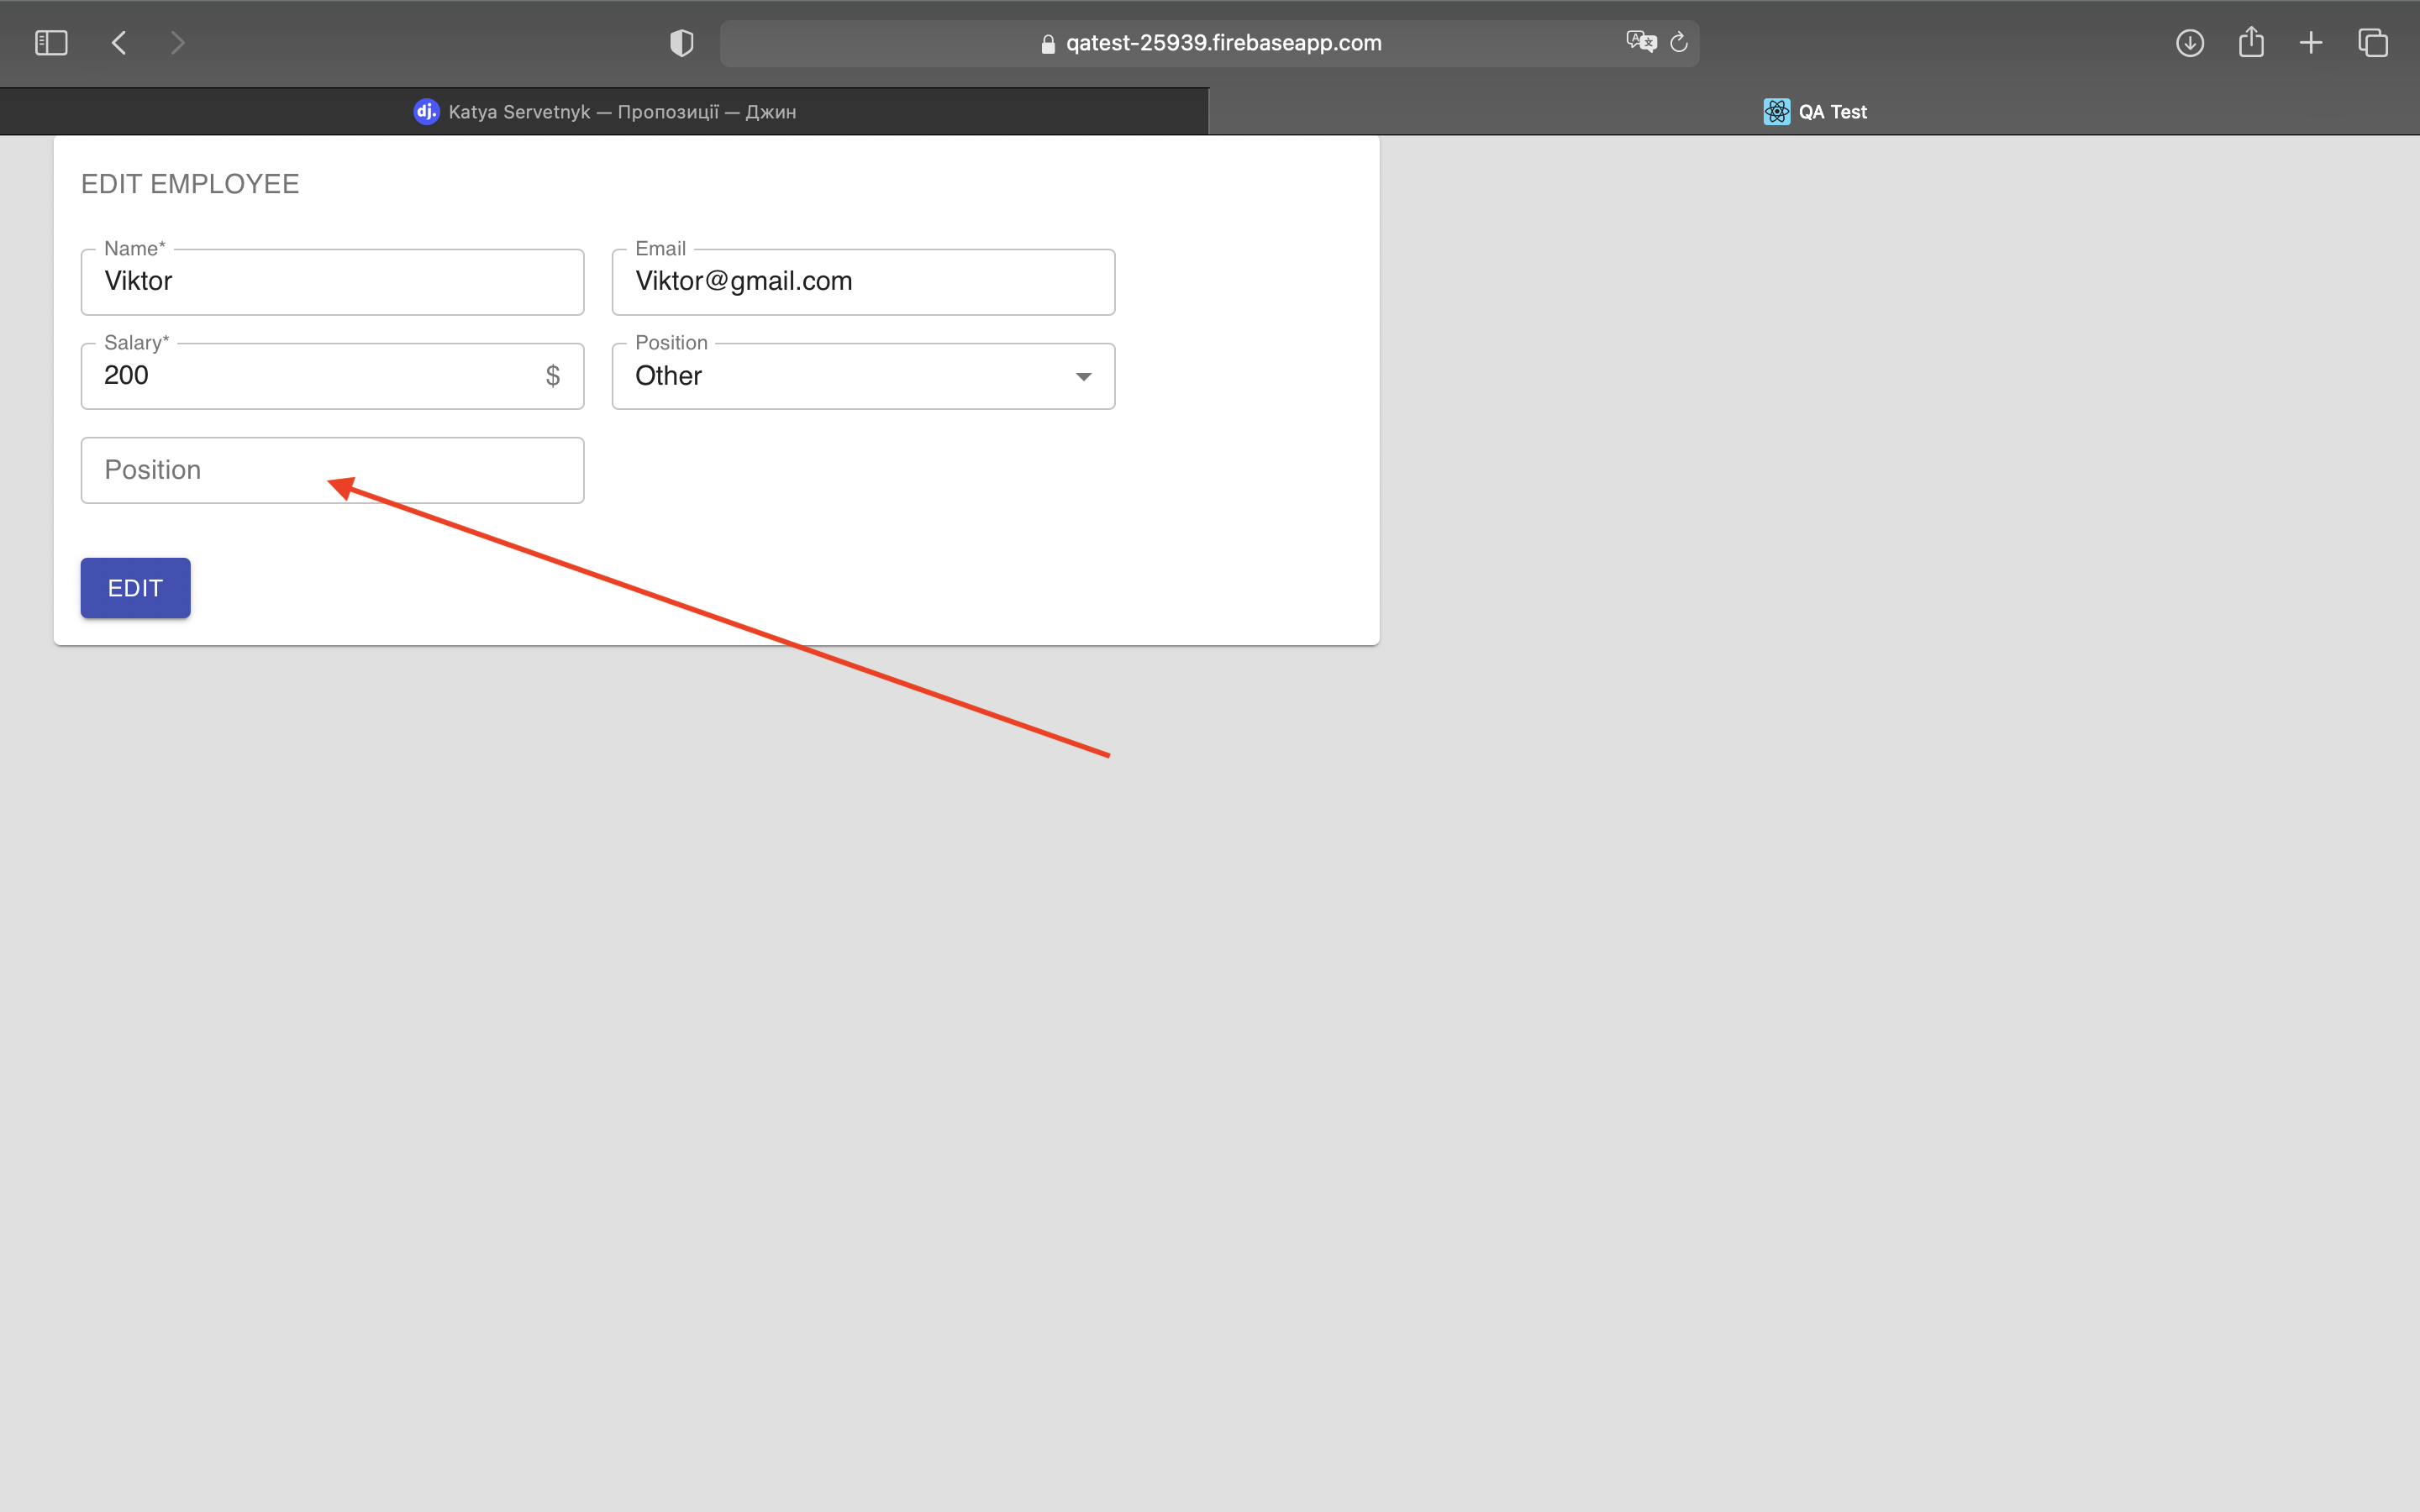 qatest-25939.firebaseapp.com
dj. Katya Servetnyk — Пропозиції — Джин
QA Test
EDIT EMPLOYEE
Name*
Viktor
Email
Viktor@gmail.com
Salary*
200 $
Position
Other
Position
EDIT